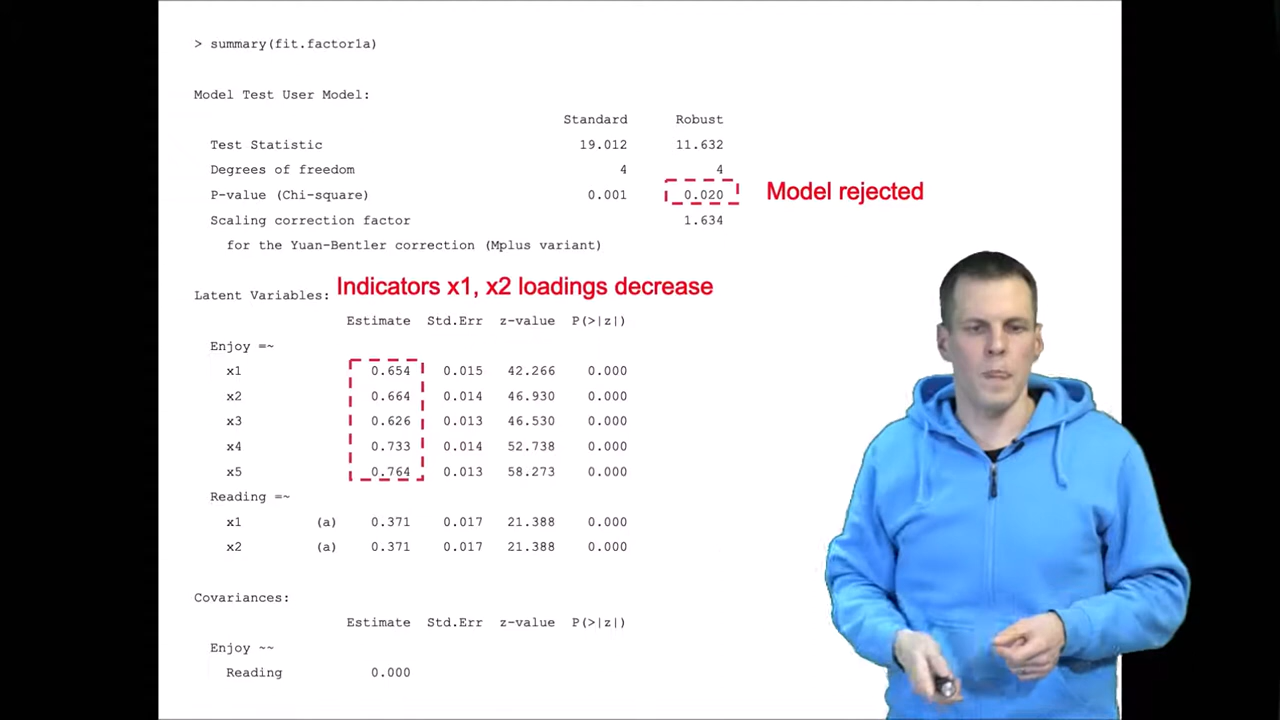 > summary(fit.factor1a)
Model Test User Model:
Standard Robust
Test Statistic 19.012 11.632
Degrees of freedom 4 4
P-value (Chi-square) 0.001 0.020 Model rejected
Scaling correction factor 1.634
for the Yuan-Bentler correction (Mplus variant)
Latent Variables: Indicators x1, x2 loadings decrease
Estimate Std.Err z-value P(>|z|)
Enjoy =~
x1 0.654 0.015 42.266 0.000
x2 0.664 0.014 46.930 0.000
x3 0.626 0.013 46.530 0.000
x4 0.733 0.014 52.738 0.000
x5 0.764 0.013 58.273 0.000
Reading =~
x1 (a) 0.371 0.017 21.388 0.000
x2 (a) 0.371 0.017 21.388 0.000
Covariances:
Estimate Std.Err z-value P(>|z|)
Enjoy ~~
Reading 0.000